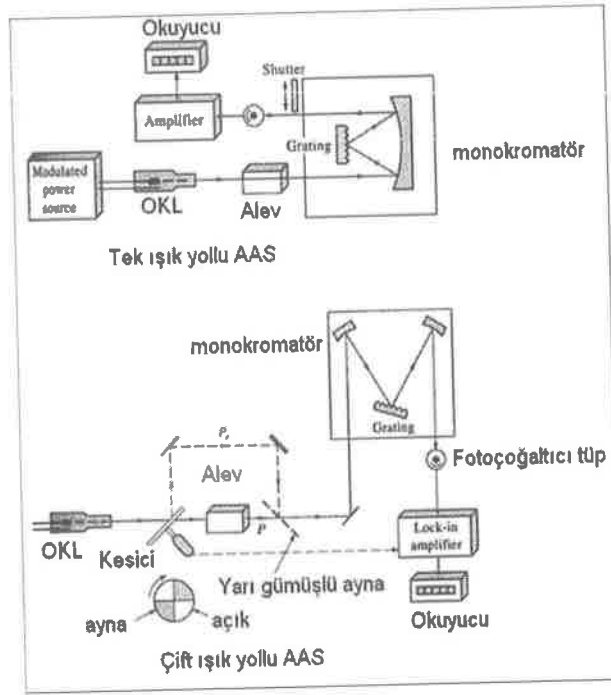 Okuyucu
Shutter
Amplifier
Grating
monokromatör
Modulated
power
source
OKL
Alev
Tek ışık yollu AAS
monokromatör
Grating
Pr
Alev
Fotoçoğaltıcı tüp
OKL
Kesici
P
Lock-in
amplifier
Yarı gümüşlü ayna
ayna
açık
Okuyucu
Çift ışık yollu AAS